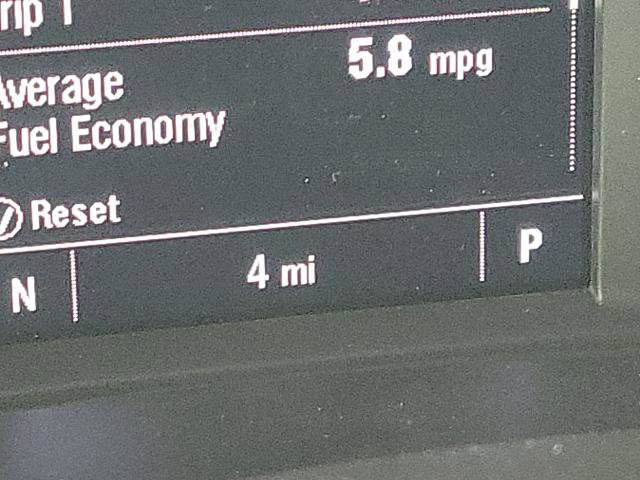 rip 1
5.8 mpg
Average
Fuel Economy
Reset
N 4 mi P